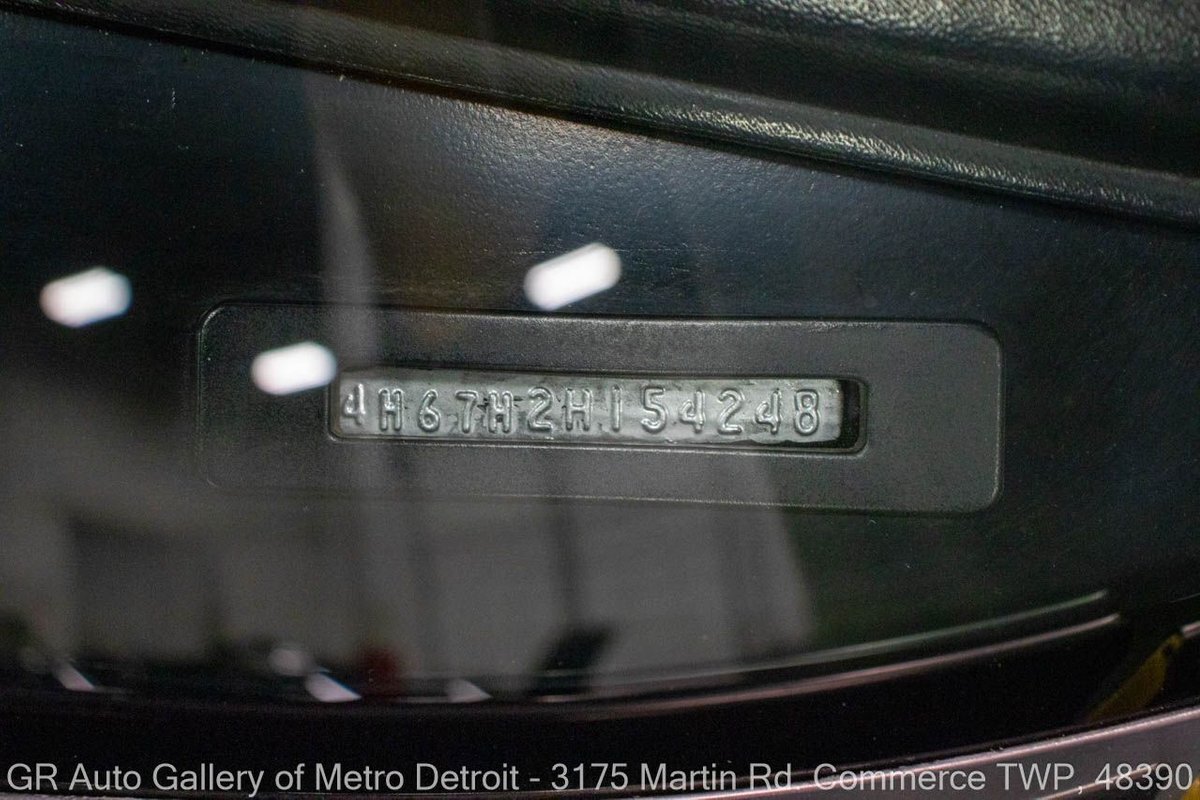 4H67H2H154248
GR Auto Gallery of Metro Detroit - 3175 Martin Rd. Commerce TWP, 48390